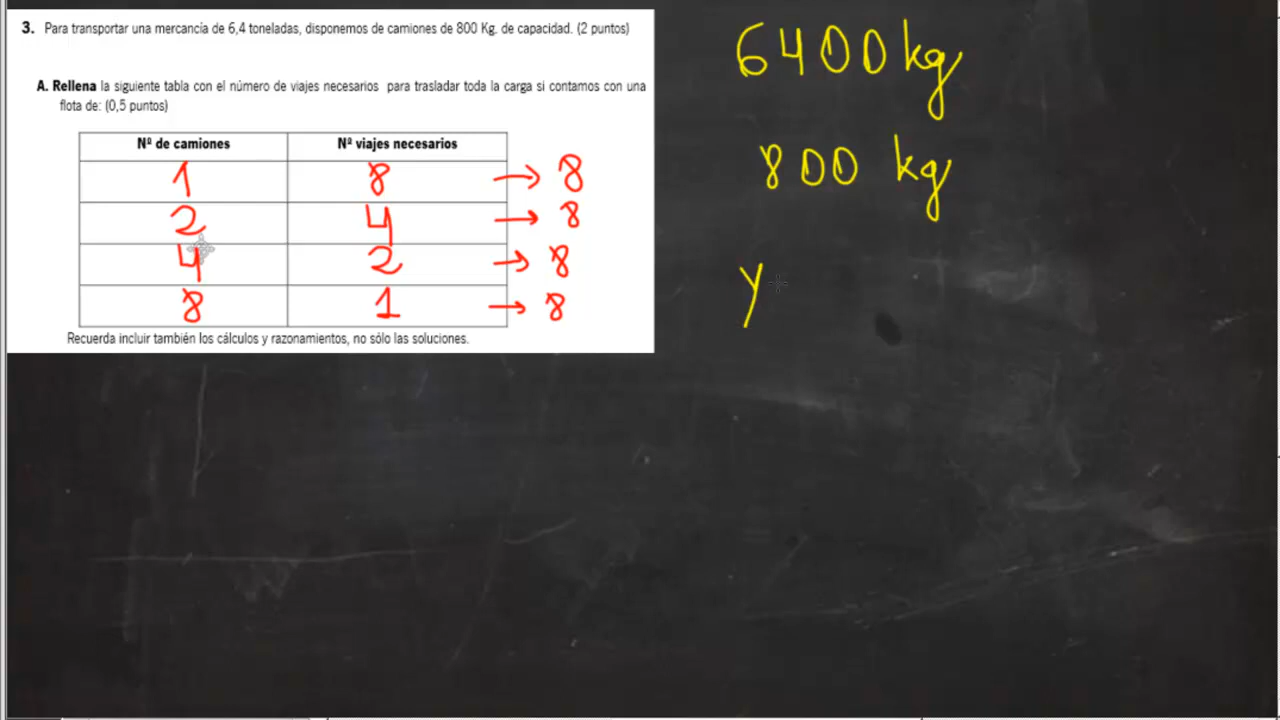 3. Para transportar una mercancía de 6,4 toneladas, disponemos de camiones de 800 Kg. de capacidad. (2 puntos)
A. Rellena la siguiente tabla con el número de viajes necesarios para trasladar toda la carga si contamos con una
flota de: (0,5 puntos)
Nº de camiones Nº viajes necesarios
1 8 → 8
2 4 → 8
4 2 → 8
8 1 → 8
Recuerda incluir también los cálculos y razonamientos, no sólo las soluciones.
6400 kg
800 kg
y